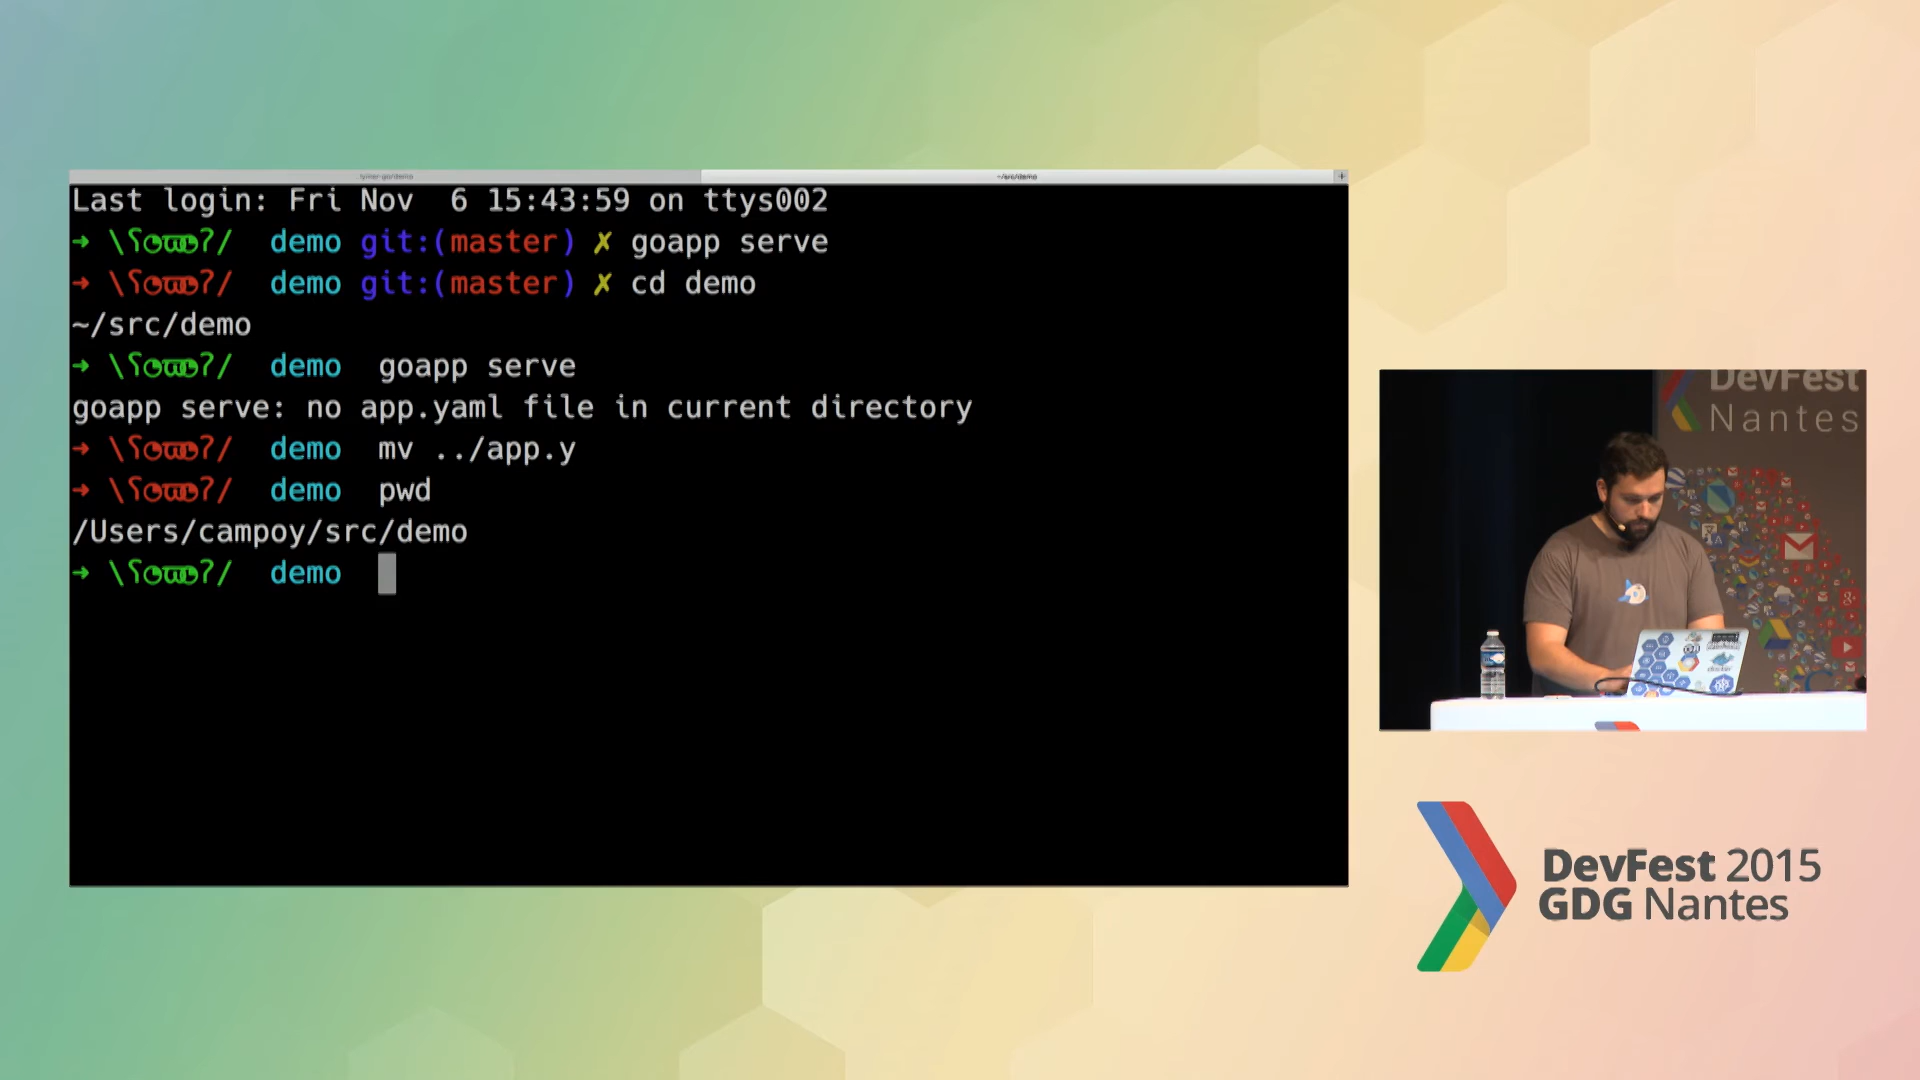 ~/src/demo
Last login: Fri Nov  6 15:43:59 on ttys002
➜ \ʕ◔ϖ◔ʔ/  demo git:(master) ✗ goapp serve
➜ \ʕ◔ϖ◔ʔ/  demo git:(master) ✗ cd demo
~/src/demo
➜ \ʕ◔ϖ◔ʔ/  demo  goapp serve
goapp serve: no app.yaml file in current directory
➜ \ʕ◔ϖ◔ʔ/  demo  mv ../app.y
➜ \ʕ◔ϖ◔ʔ/  demo  pwd
/Users/campoy/src/demo
➜ \ʕ◔ϖ◔ʔ/  demo
DevFest
Nantes
DevFest 2015
GDG Nantes